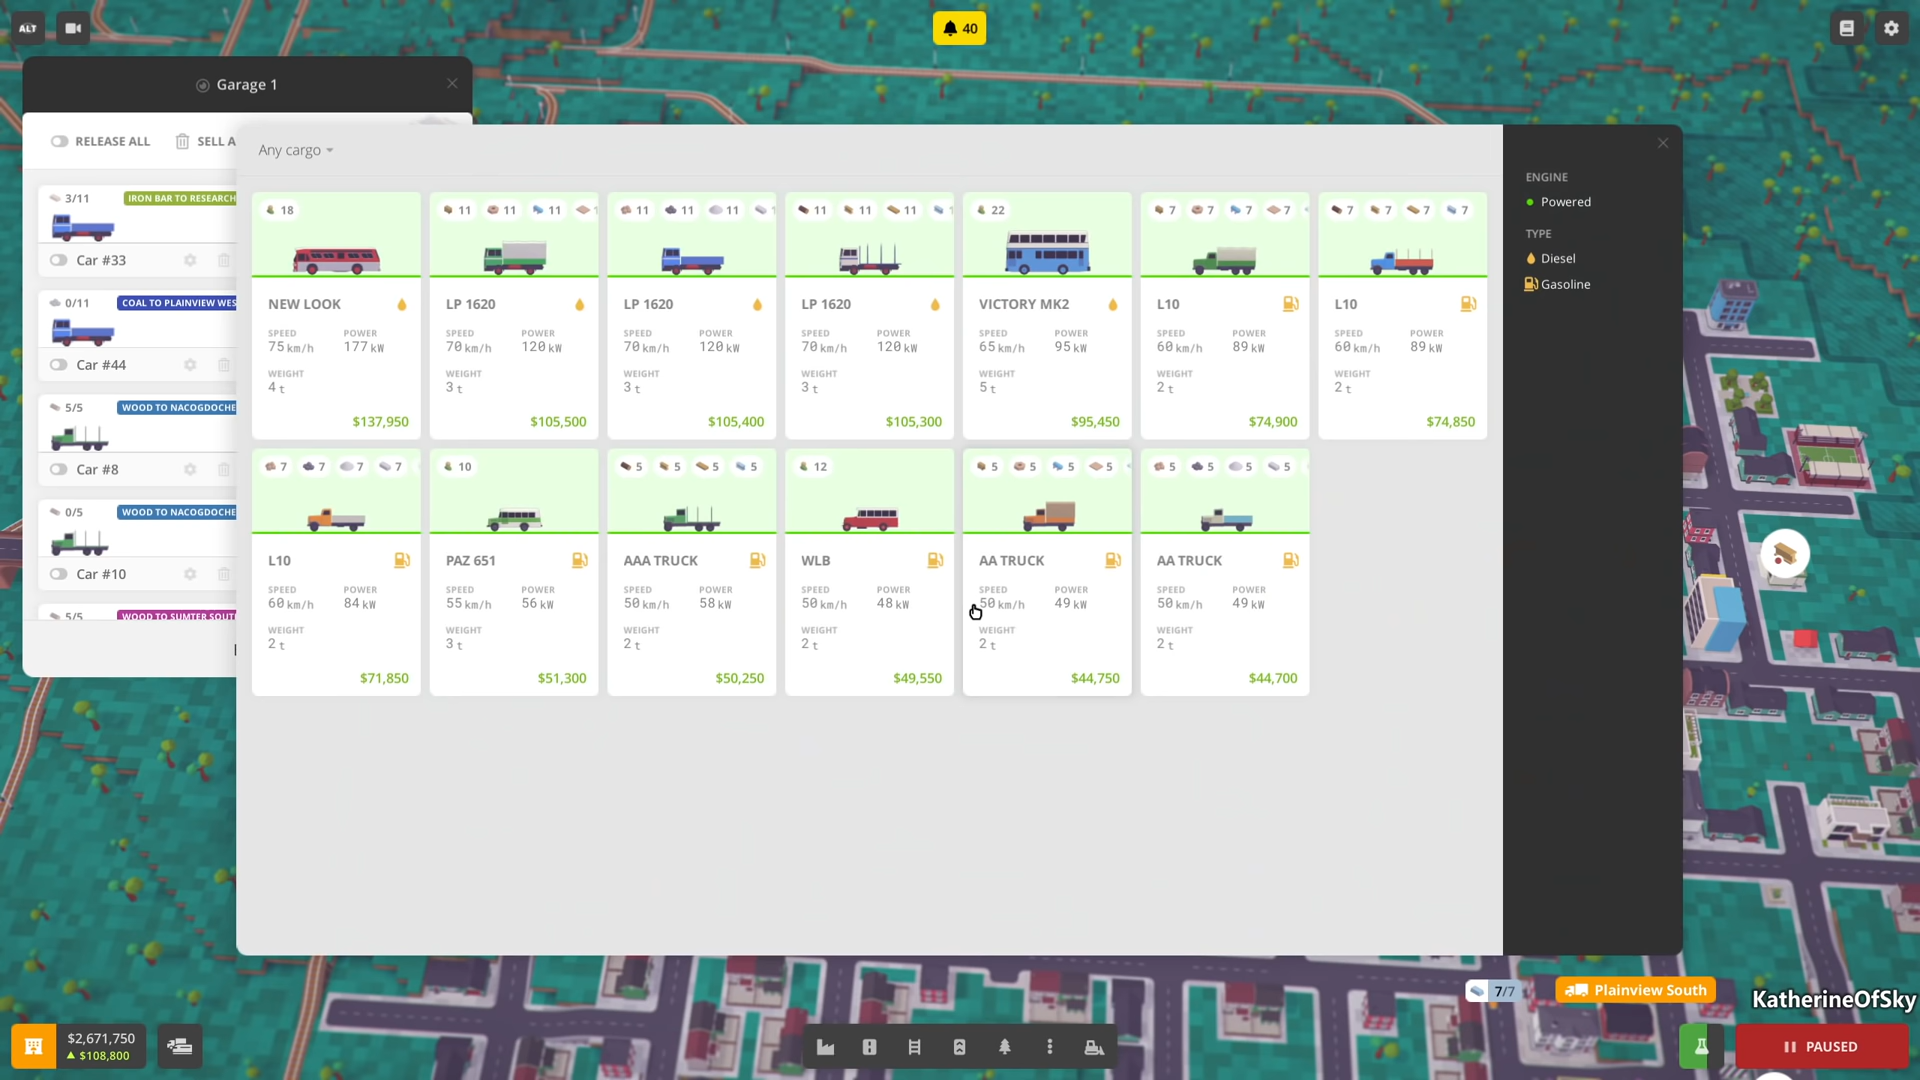 ALT
40
Garage 1
RELEASE ALL
SELL A
3/11
IRON BAR TO RESEARCH
Car #33
0/11
COAL TO PLAINVIEW WES
Car #44
5/5
WOOD TO NACOGDOCHE
Car #8
0/5
WOOD TO NACOGDOCHE
Car #10
5/5
WOOD TO SUMTER SOUT
Any cargo
18
NEW LOOK
SPEED POWER
75 km/h 177 kW
WEIGHT
4 t
$137,950
11 11 11 1
LP 1620
SPEED POWER
70 km/h 120 kW
WEIGHT
3 t
$105,500
11 11 11 1
LP 1620
SPEED POWER
70 km/h 120 kW
WEIGHT
3 t
$105,400
11 11 11 1
LP 1620
SPEED POWER
70 km/h 120 kW
WEIGHT
3 t
$105,300
22
VICTORY MK2
SPEED POWER
65 km/h 95 kW
WEIGHT
5 t
$95,450
7 7 7 7
L10
SPEED POWER
60 km/h 89 kW
WEIGHT
2 t
$74,900
7 7 7 7
L10
SPEED POWER
60 km/h 89 kW
WEIGHT
2 t
$74,850
7 7 7 7
L10
SPEED POWER
60 km/h 84 kW
WEIGHT
2 t
$71,850
10
PAZ 651
SPEED POWER
55 km/h 56 kW
WEIGHT
3 t
$51,300
5 5 5 5
AAA TRUCK
SPEED POWER
50 km/h 58 kW
WEIGHT
2 t
$50,250
12
WLB
SPEED POWER
50 km/h 48 kW
WEIGHT
2 t
$49,550
5 5 5 5
AA TRUCK
SPEED POWER
50 km/h 49 kW
WEIGHT
2 t
$44,750
5 5 5 5
AA TRUCK
SPEED POWER
50 km/h 49 kW
WEIGHT
2 t
$44,700
ENGINE
Powered
TYPE
Diesel
Gasoline
7/7
Plainview South
KatherineOfSky
$2,671,750
$108,800
PAUSED